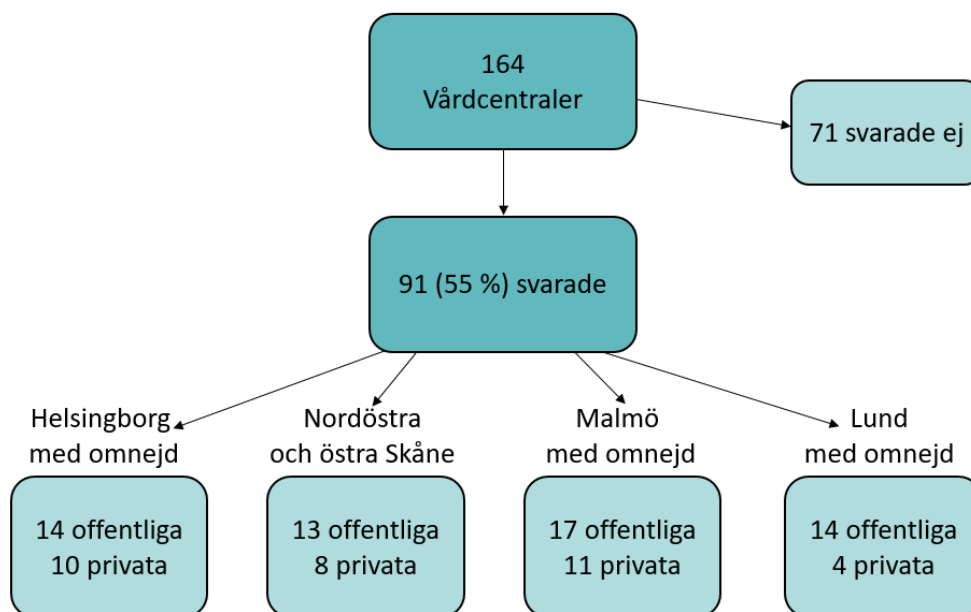 164
Vårdcentraler
71 svarade ej
91 (55 %) svarade
Helsingborg
med omnejd
Nordöstra
och östra Skåne
Malmö
med omnejd
Lund
med omnejd
14 offentliga
10 privata
13 offentliga
8 privata
17 offentliga
11 privata
14 offentliga
4 privata